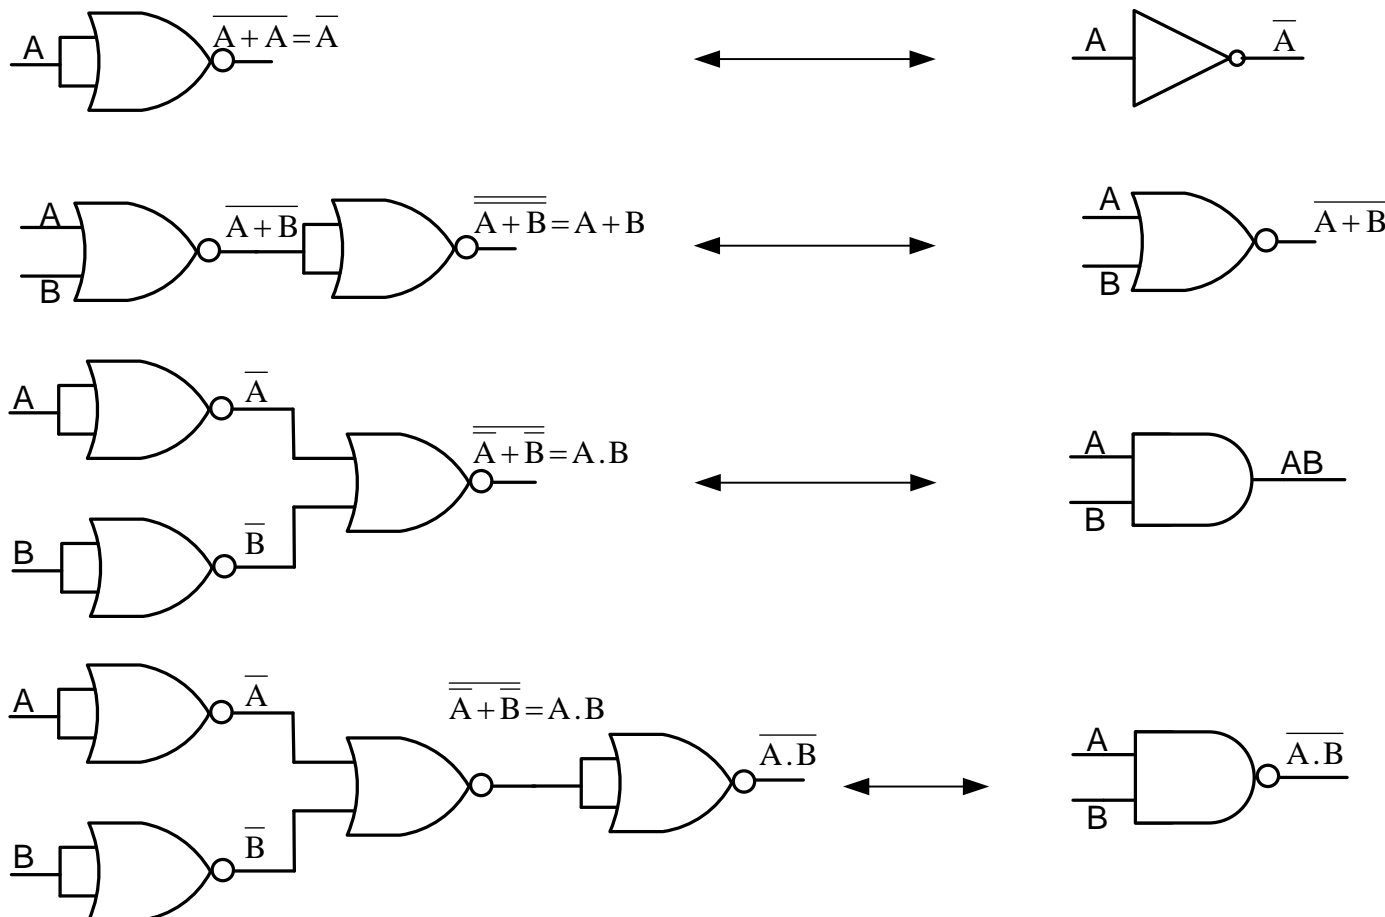 A
A̅ ̅+̅ ̅A̅ = A̅
A
A̅
A
B
A̅ ̅+̅ ̅B̅
A̿ ̿+̿ ̿B̿ = A + B
A
B
A̅ ̅+̅ ̅B̅
A
A̅
B
B̅
A̿ ̅+̅ B̿ = A . B
A
B
AB
A
A̅
B
B̅
A̿ ̅+̅ B̿ = A . B
A̅ ̅.̅ ̅B̅
A
B
A̅ ̅.̅ ̅B̅